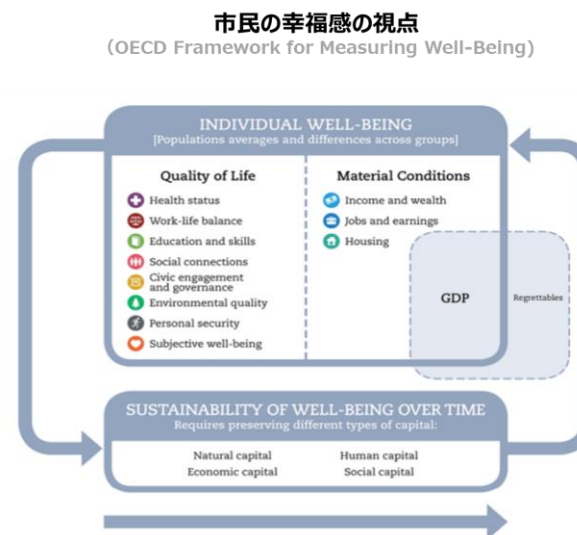 市民の幸福感の視点
(OECD Framework for Measuring Well-Being)
INDIVIDUAL WELL-BEING
[Populations averages and differences across groups]
Quality of Life
Health status
Work-life balance
Education and skills
Social connections
Civic engagement
and governance
Environmental quality
Personal security
Subjective well-being
Material Conditions
Income and wealth
Jobs and earnings
Housing
GDP
Regrettables
SUSTAINABILITY OF WELL-BEING OVER TIME
Requires preserving different types of capital:
Natural capital
Human capital
Economic capital
Social capital